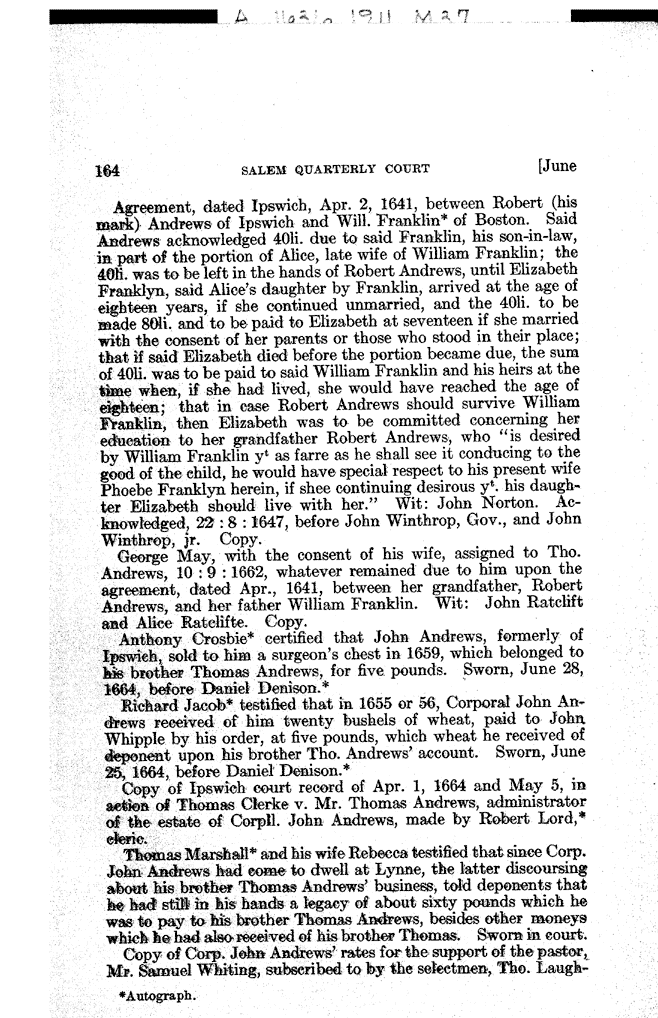 A 11631.0 1911 M27
164 SALEM QUARTERLY COURT [June
Agreement, dated Ipswich, Apr. 2, 1641, between Robert (his
mark) Andrews of Ipswich and Will. Franklin* of Boston. Said
Andrews acknowledged 40li. due to said Franklin, his son-in-law,
in part of the portion of Alice, late wife of William Franklin; the
40li. was to be left in the hands of Robert Andrews, until Elizabeth
Franklyn, said Alice's daughter by Franklin, arrived at the age of
eighteen years, if she continued unmarried, and the 40li. to be
made 80li. and to be paid to Elizabeth at seventeen if she married
with the consent of her parents or those who stood in their place;
that if said Elizabeth died before the portion became due, the sum
of 40li. was to be paid to said William Franklin and his heirs at the
time when, if she had lived, she would have reached the age of
eighteen; that in case Robert Andrews should survive William
Franklin, then Elizabeth was to be committed concerning her
education to her grandfather Robert Andrews, who "is desired
by William Franklin yᵗ as farre as he shall see it conducing to the
good of the child, he would have special respect to his present wife
Phoebe Franklyn herein, if shee continuing desirous yᵗ. his daugh-
ter Elizabeth should live with her." Wit: John Norton. Ac-
knowledged, 22 : 8 : 1647, before John Winthrop, Gov., and John
Winthrop, jr. Copy.
George May, with the consent of his wife, assigned to Tho.
Andrews, 10 : 9 : 1662, whatever remained due to him upon the
agreement, dated Apr., 1641, between her grandfather, Robert
Andrews, and her father William Franklin. Wit: John Ratclift
and Alice Ratclifte. Copy.
Anthony Crosbie* certified that John Andrews, formerly of
Ipswich, sold to him a surgeon's chest in 1659, which belonged to
his brother Thomas Andrews, for five pounds. Sworn, June 28,
1664, before Daniel Denison.*
Richard Jacob* testified that in 1655 or 56, Corporal John An-
drews received of him twenty bushels of wheat, paid to John
Whipple by his order, at five pounds, which wheat he received of
deponent upon his brother Tho. Andrews' account. Sworn, June
25, 1664, before Daniel Denison.*
Copy of Ipswich court record of Apr. 1, 1664 and May 5, in
action of Thomas Clerke v. Mr. Thomas Andrews, administrator
of the estate of Corpll. John Andrews, made by Robert Lord,*
cleric.
Thomas Marshall* and his wife Rebecca testified that since Corp.
John Andrews had come to dwell at Lynne, the latter discoursing
about his brother Thomas Andrews' business, told deponents that
he had still in his hands a legacy of about sixty pounds which he
was to pay to his brother Thomas Andrews, besides other moneys
which he had also received of his brother Thomas. Sworn in court.
Copy of Corp. John Andrews' rates for the support of the pastor,
Mr. Samuel Whiting, subscribed to by the selectmen, Tho. Laugh-
*Autograph.